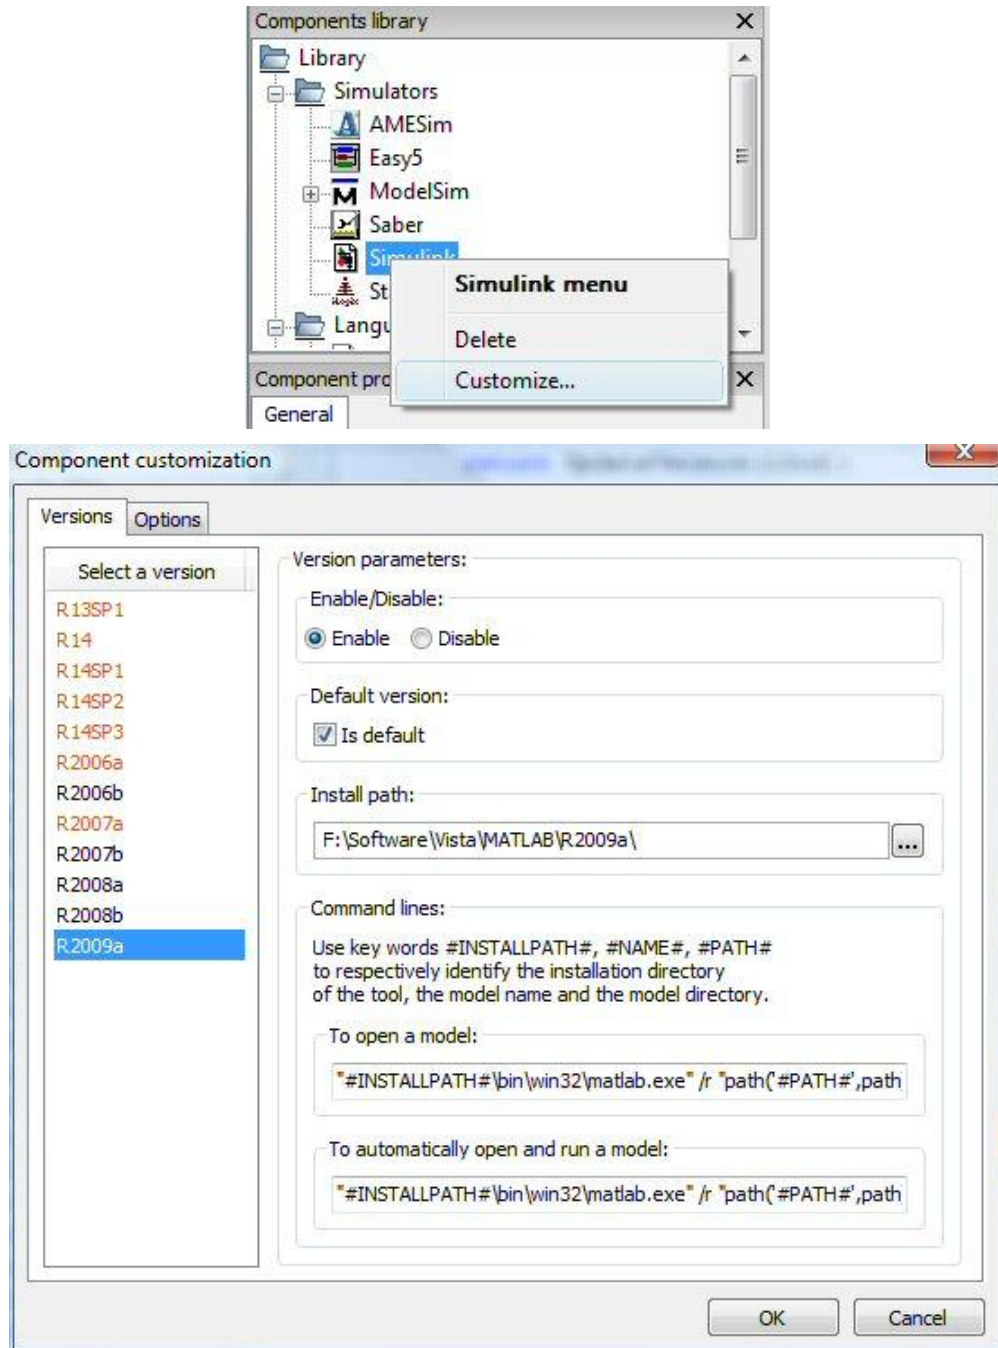 Components library
Library
Simulators
AMESim
Easy5
ModelSim
Saber
Simulink
St
Langu
Simulink menu
Delete
Customize...
Component pro
General
Component customization
Versions
Options
Select a version
R13SP1
R14
R14SP1
R14SP2
R14SP3
R2006a
R2006b
R2007a
R2007b
R2008a
R2008b
R2009a
Version parameters:
Enable/Disable:
Enable
Disable
Default version:
Is default
Install path:
F:\Software\Vista\MATLAB\R2009a\
...
Command lines:
Use key words #INSTALLPATH#, #NAME#, #PATH#
to respectively identify the installation directory
of the tool, the model name and the model directory.
To open a model:
"#INSTALLPATH#\bin\win32\matlab.exe" /r "path('#PATH#',path
To automatically open and run a model:
"#INSTALLPATH#\bin\win32\matlab.exe" /r "path('#PATH#',path
OK
Cancel